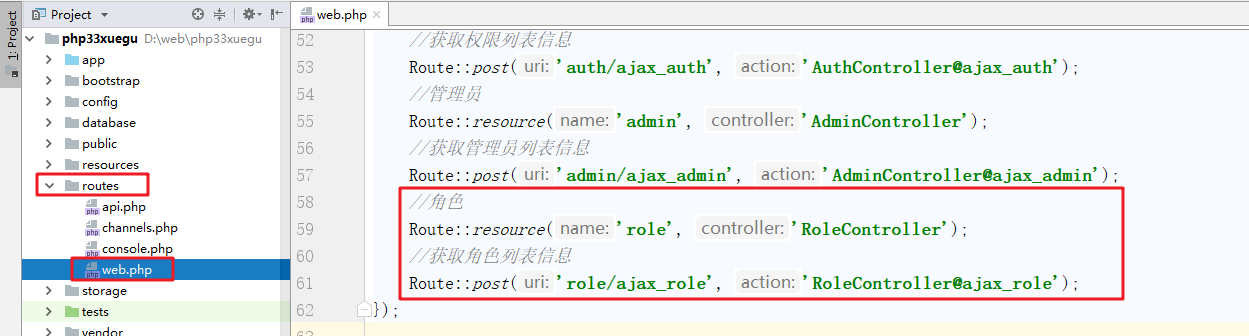 1: Project
Project
php33xuegu D:\web\php33xuegu
app
bootstrap
config
database
public
resources
routes
php api.php
php channels.php
php console.php
php web.php
storage
tests
vendor
php web.php
52 //获取权限列表信息
53 Route::post( uri: 'auth/ajax_auth', action: 'AuthController@ajax_auth');
54 //管理员
55 Route::resource( name: 'admin', controller: 'AdminController');
56 //获取管理员列表信息
57 Route::post( uri: 'admin/ajax_admin', action: 'AdminController@ajax_admin');
58 //角色
59 Route::resource( name: 'role', controller: 'RoleController');
60 //获取角色列表信息
61 Route::post( uri: 'role/ajax_role', action: 'RoleController@ajax_role');
62 });
63